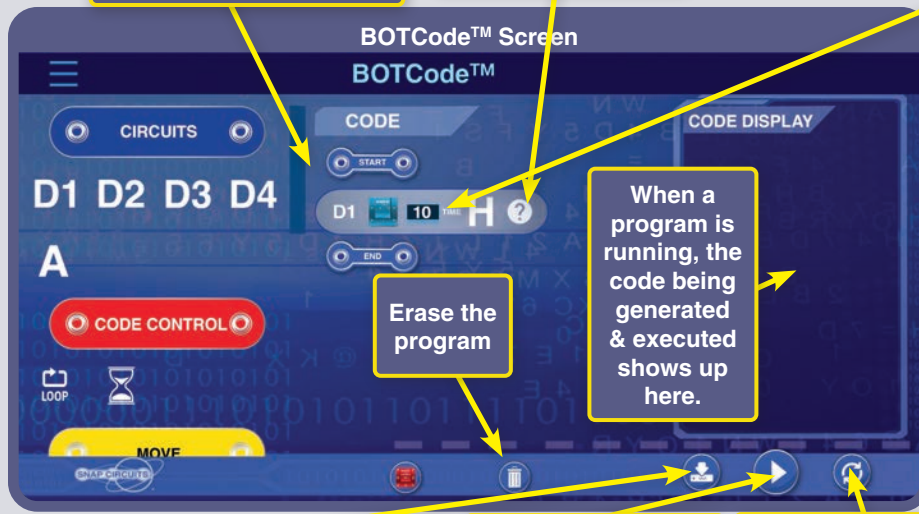 BOTCode™ Screen
BOTCode™
CIRCUITS
D1 D2 D3 D4
A
CODE CONTROL
LOOP
MOVE
SNAP CIRCUITS
CODE
START
D1 10 TIME H ?
END
Erase the
program
CODE DISPLAY
When a
program is
running, the
code being
generated
& executed
shows up
here.